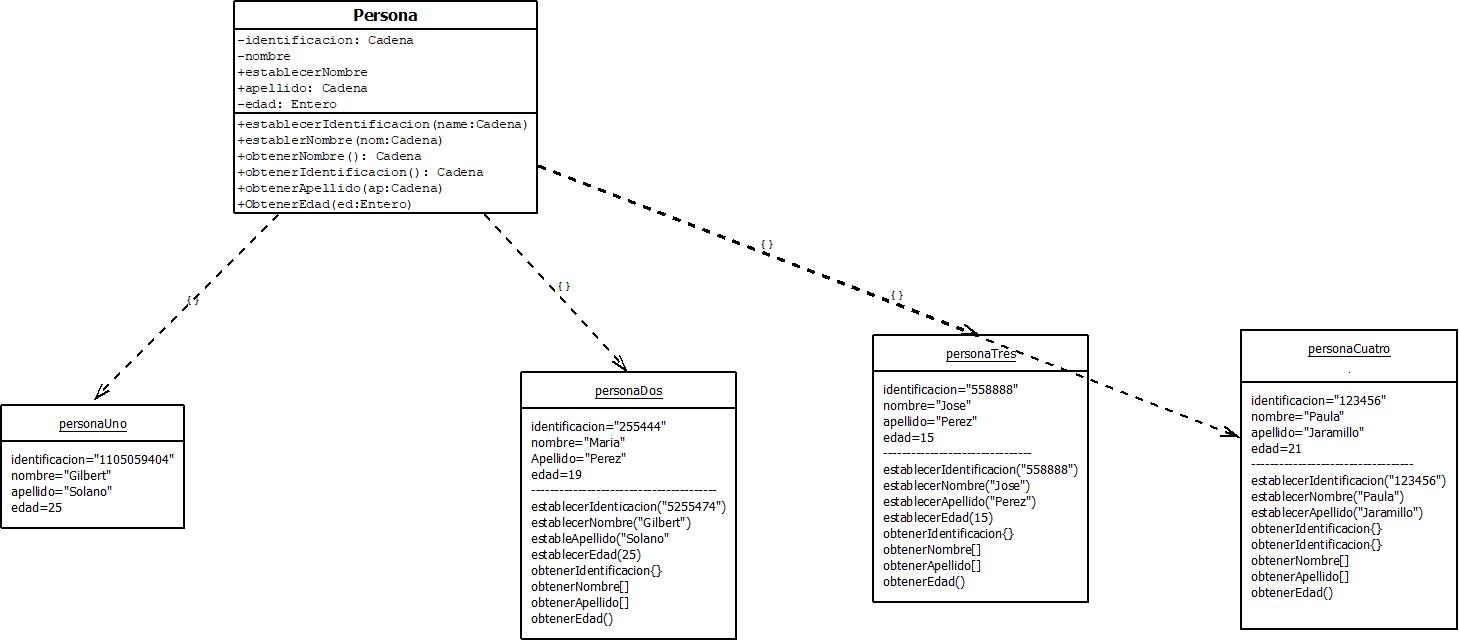 Persona
-identificacion: Cadena
-nombre
+establecerNombre
+apellido: Cadena
-edad: Entero
+establecerIdentificacion(name:Cadena)
+establerNombre(nom:Cadena)
+obtenerNombre(): Cadena
+obtenerIdentificacion(): Cadena
+obtenerApellido(ap:Cadena)
+ObtenerEdad(ed:Entero)
{}
{}
{}
{}
personaUno
identificacion="1105059404"
nombre="Gilbert"
apellido="Solano"
edad=25
personaDos
identificacion="255444"
nombre="Maria"
Apellido="Perez"
edad=19
----------------------------------------
establecerIdenticacion("5255474")
establecerNombre("Gilbert")
estableApellido("Solano"
establecerEdad(25)
obtenerIdentificacion{}
obtenerNombre[]
obtenerApellido[]
obtenerEdad()
personaTres
identificacion="558888"
nombre="Jose"
apellido="Perez"
edad=15
--------------------------------
establecerIdentificacion("558888")
establecerNombre("Jose")
establecerApellido("Perez")
establecerEdad(15)
obtenerIdentificacion{}
obtenerNombre[]
obtenerApellido[]
obtenerEdad()
personaCuatro
.
identificacion="123456"
nombre="Paula"
apellido="Jaramillo"
edad=21
-----------------------------------
establecerIdentificacion("123456")
establecerNombre("Paula")
establecerApellido("Jaramillo")
obtenerIdentificacion{}
obtenerIdentificacion{}
obtenerNombre[]
obtenerApellido[]
obtenerEdad()